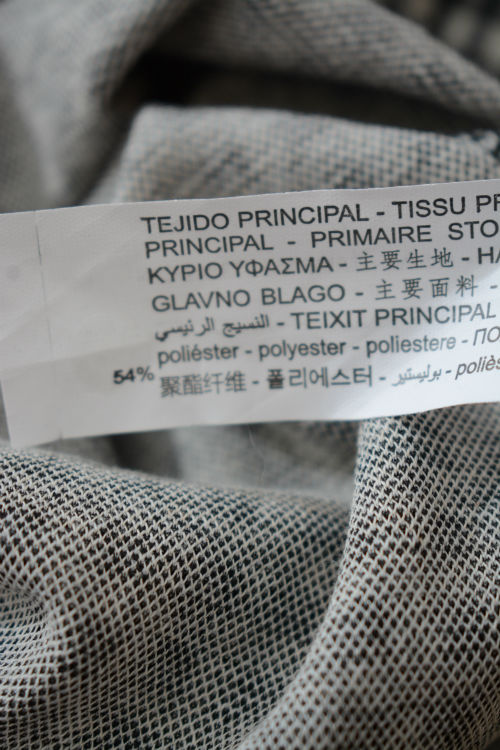 TEJIDO PRINCIPAL - TISSU PR
PRINCIPAL - PRIMAIRE STO
ΚΥΡΙΟ ΥΦΑΣΜΑ - 主要生地 - HA
GLAVNO BLAGO - 主要面料 -
النسيج الرئيسي - TEIXIT PRINCIPAL
poliéster - polyester - poliestere - ПО
54% 聚酯纤维 - 폴리에스터 - بوليستير - poliès